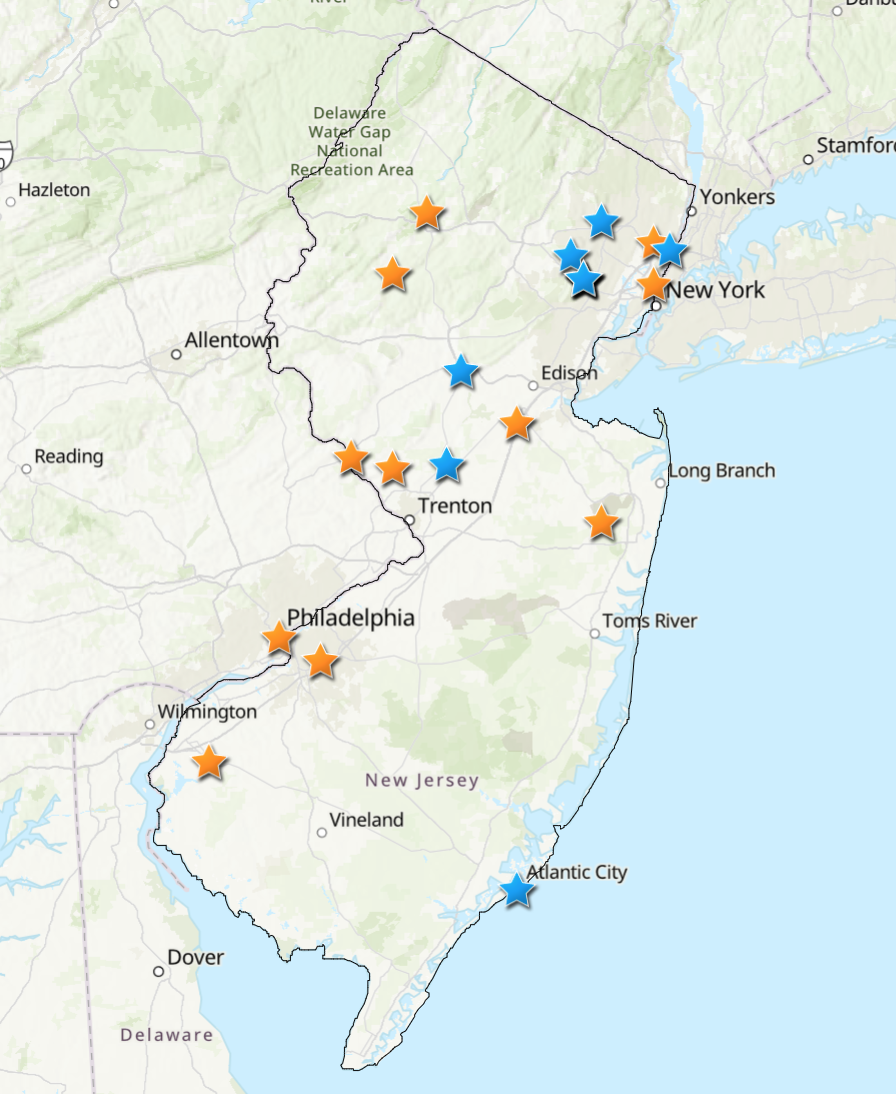 River
Stamford
Delaware
Water Gap
National
Recreation Area
Hazleton
Yonkers
New York
Allentown
Edison
Reading
Long Branch
Trenton
Philadelphia
Toms River
Wilmington
New Jersey
Vineland
Atlantic City
Dover
Delaware